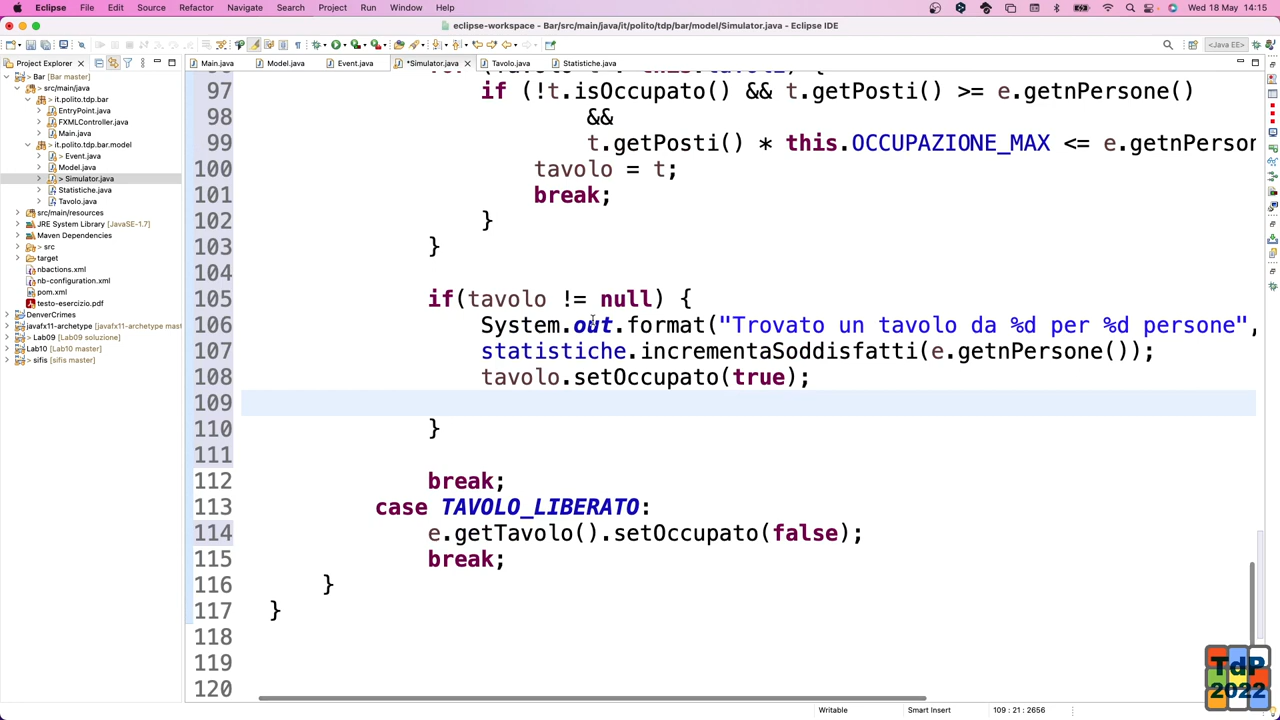 Eclipse File Edit Source Refactor Navigate Search Project Run Window Help Wed 18 May 14:15
eclipse-workspace - Bar/src/main/java/it/polito/tdp/bar/model/Simulator.java - Eclipse IDE
<Java EE>
Project Explorer
Main.java Model.java Event.java *Simulator.java Tavolo.java Statistiche.java
Bar [Bar master]
src/main/java
it.polito.tdp.bar
EntryPoint.java
FXMLController.java
Main.java
it.polito.tdp.bar.model
Event.java
Model.java
> Simulator.java
Statistiche.java
Tavolo.java
src/main/resources
JRE System Library [JavaSE-1.7]
Maven Dependencies
> src
target
nbactions.xml
nb-configuration.xml
pom.xml
testo-esercizio.pdf
DenverCrimes
javafx11-archetype [javafx11-archetype mast
> Lab09 [Lab09 soluzione]
Lab10 [Lab10 master]
> sifis [sifis master]
97 if (!t.isOccupato() && t.getPosti() >= e.getnPersone()
98 &&
99 t.getPosti() * this.OCCUPAZIONE_MAX <= e.getnPerson
100 tavolo = t;
101 break;
102 }
103 }
104
105 if(tavolo != null) {
106 System.out.format("Trovato un tavolo da %d per %d persone",
107 statistiche.incrementaSoddisfatti(e.getnPersone());
108 tavolo.setOccupato(true);
109
110 }
111
112 break;
113 case TAVOLO_LIBERATO:
114 e.getTavolo().setOccupato(false);
115 break;
116 }
117 }
118
119
120
Writable Smart Insert 109 : 21 : 2656
TdP
2022